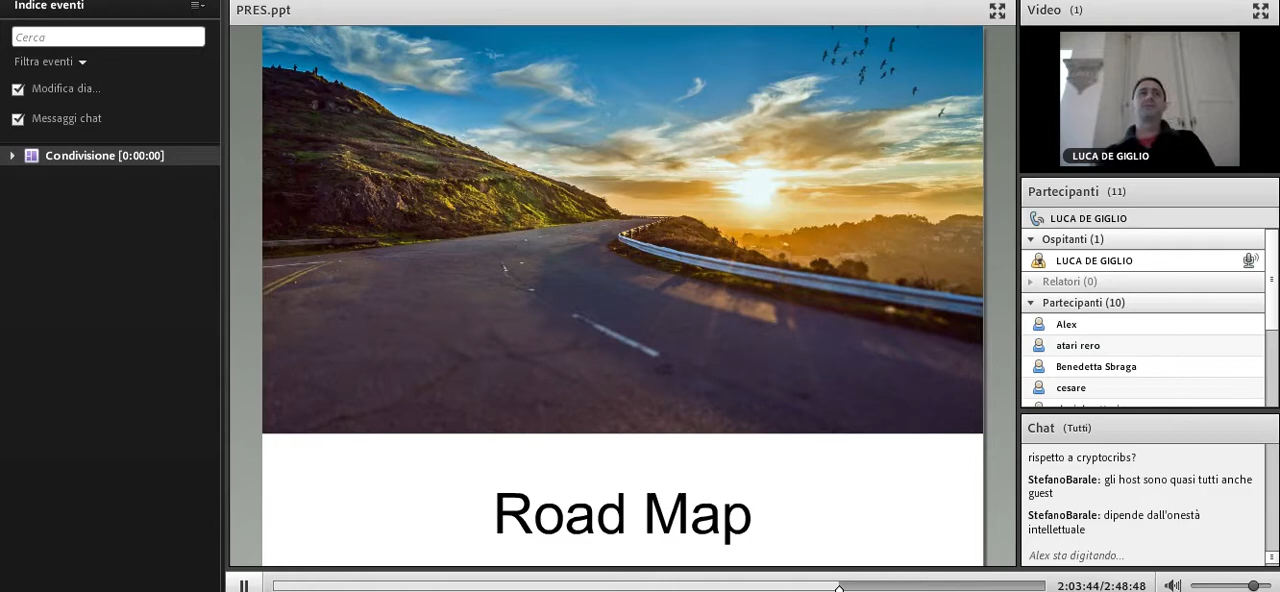 Indice eventi
Cerca
Filtra eventi
Modifica dia...
Messaggi chat
Condivisione [0:00:00]
PRES.ppt
Road Map
2:03:44/2:48:48
Video (1)
LUCA DE GIGLIO
Partecipanti (11)
LUCA DE GIGLIO
Ospitanti (1)
LUCA DE GIGLIO
Relatori (0)
Partecipanti (10)
Alex
atari rero
Benedetta Sbraga
cesare
Chat (Tutti)
rispetto a cryptocribs?
StefanoBarale: gli host sono quasi tutti anche
guest
StefanoBarale: dipende dall'onestà
intellettuale
Alex sta digitando...